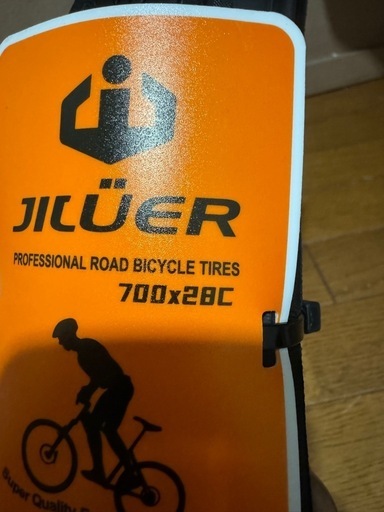 JILÜER
PROFESSIONAL ROAD BICYCLE TIRES
700x28C
Super Quality